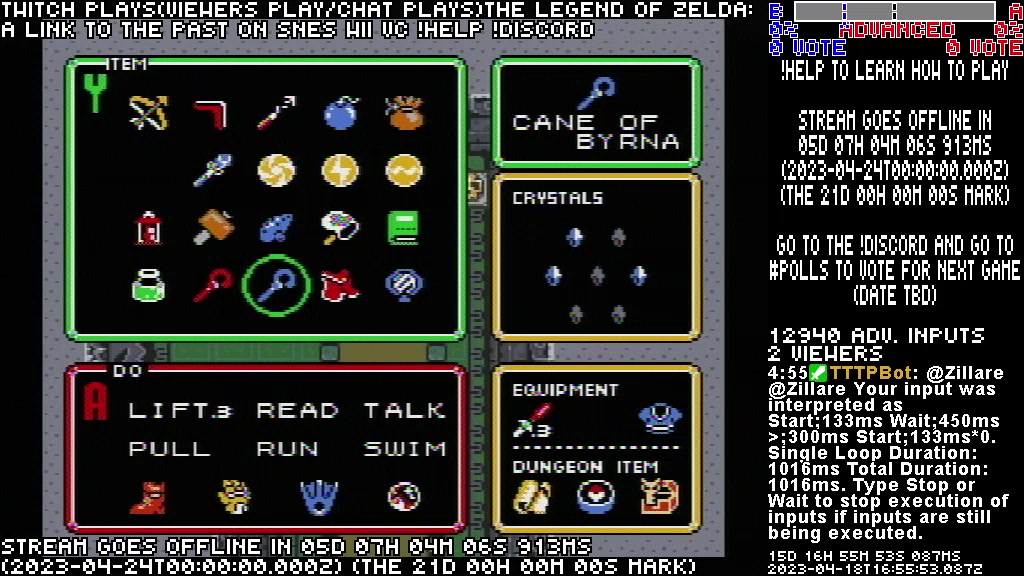 TWITCH PLAYS(VIEWERS PLAY/CHAT PLAYS)THE LEGEND OF ZELDA:
A LINK TO THE PAST ON SNES WII VC !HELP !DISCORD
B A
0% ADVANCED 0%
0 VOTE 0 VOTE
!HELP TO LEARN HOW TO PLAY
STREAM GOES OFFLINE IN
05D 07H 04M 06S 913MS
(2023-04-24T00:00:00.000Z)
(THE 21D 00H 00M 00S MARK)
GO TO THE !DISCORD AND GO TO
#POLLS TO VOTE FOR NEXT GAME
(DATE TBD)
12940 ADV. INPUTS
2 VIEWERS
4:55 TTTPBot: @Zillare
@Zillare Your input was
interpreted as
Start;133ms Wait;450ms
>;300ms Start;133ms*0.
Single Loop Duration:
1016ms Total Duration:
1016ms. Type Stop or
Wait to stop execution of
inputs if inputs are still
being executed.
15D 16H 55M 53S 087MS
2023-04-18T16:55:53.087Z
ITEM
Y
CANE OF
BYRNA
CRYSTALS
DO
A
LIFT.3 READ TALK
PULL RUN SWIM
EQUIPMENT
.3
DUNGEON ITEM
STREAM GOES OFFLINE IN 05D 07H 04M 06S 913MS
(2023-04-24T00:00:00.000Z) (THE 21D 00H 00M 00S MARK)